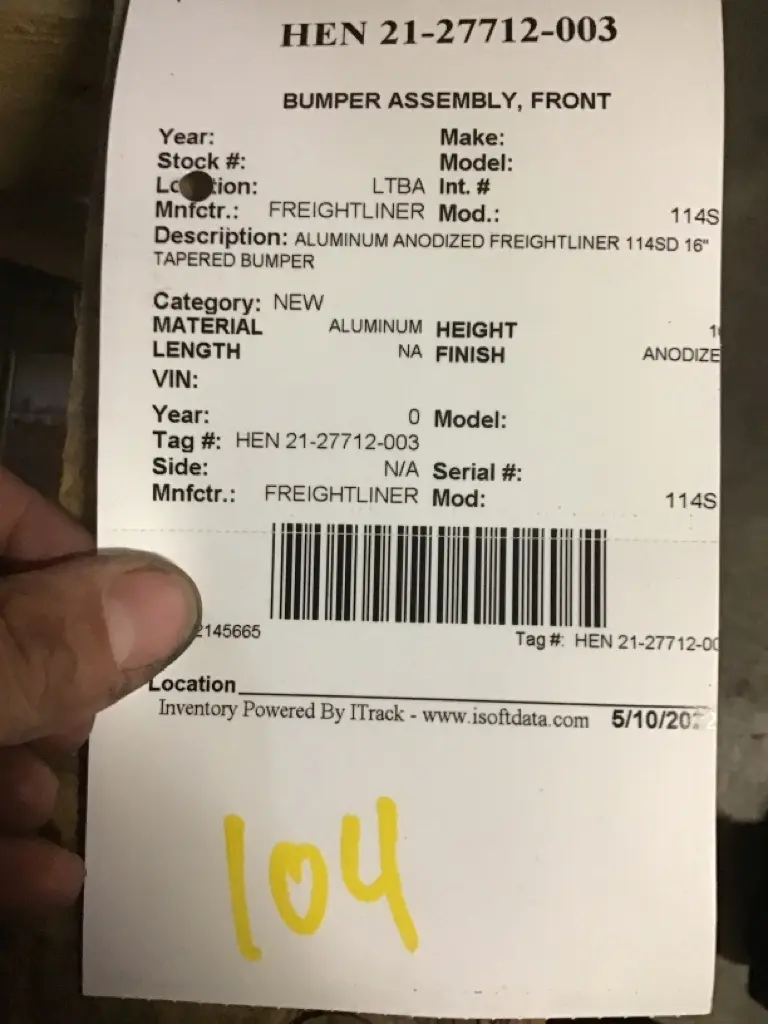 HEN 21-27712-003
BUMPER ASSEMBLY, FRONT
Year: Make:
Stock #: Model:
LTBA Int. #
Mnfctr.: FREIGHTLINER Mod.: 114S
Description: ALUMINUM ANODIZED FREIGHTLINER 114SD 16"
TAPERED BUMPER
Category: NEW
MATERIAL ALUMINUM HEIGHT
LENGTH NA FINISH ANODIZE
VIN:
Year: 0 Model:
Tag #: HEN 21-27712-003
Side: N/A Serial #:
Mnfctr.: FREIGHTLINER Mod: 114S
2145665 Tag #: HEN 21-27712-00
Location
Inventory Powered By ITrack - www.isoftdata.com 5/10/20
104